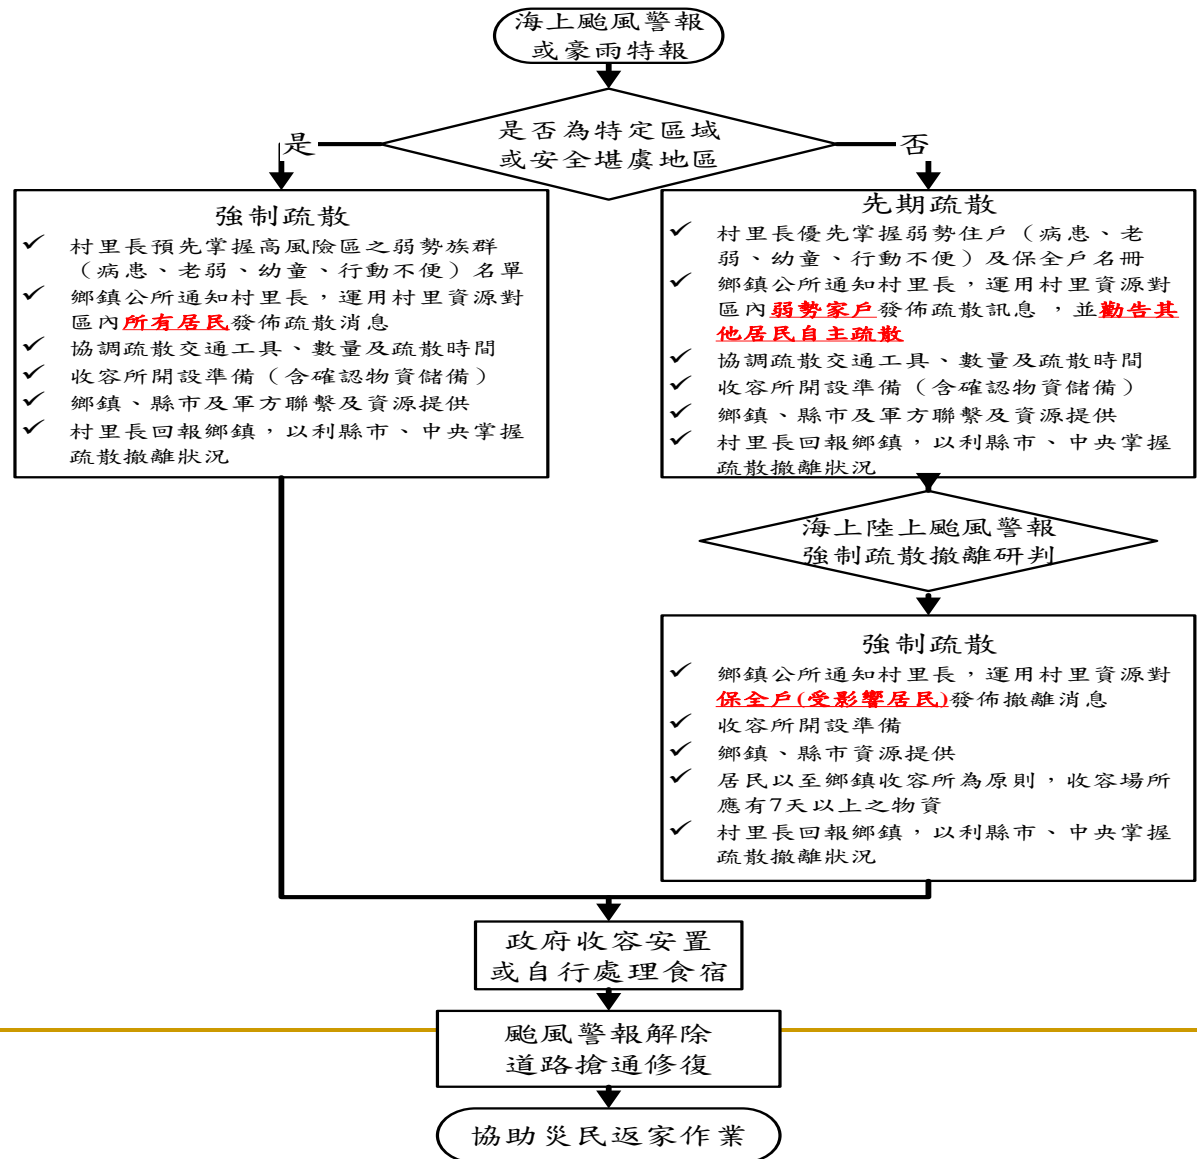 海上颱風警報
或豪雨特報
是否為特定區域
或安全堪虞地區
是
否
強制疏散
✓ 村里長預先掌握高風險區之弱勢族群
（病患、老弱、幼童、行動不便）名單
✓ 鄉鎮公所通知村里長，運用村里資源對
區內所有居民發佈疏散消息
✓ 協調疏散交通工具、數量及疏散時間
✓ 收容所開設準備（含確認物資儲備）
✓ 鄉鎮、縣市及軍方聯繫及資源提供
✓ 村里長回報鄉鎮，以利縣市、中央掌握
疏散撤離狀況
先期疏散
✓ 村里長優先掌握弱勢住戶（病患、老
弱、幼童、行動不便）及保全戶名冊
✓ 鄉鎮公所通知村里長，運用村里資源對
區內弱勢家戶發佈疏散訊息 ，並勸告其
他居民自主疏散
✓ 協調疏散交通工具、數量及疏散時間
✓ 收容所開設準備（含確認物資儲備）
✓ 鄉鎮、縣市及軍方聯繫及資源提供
✓ 村里長回報鄉鎮，以利縣市、中央掌握
疏散撤離狀況
海上陸上颱風警報
強制疏散撤離研判
強制疏散
✓ 鄉鎮公所通知村里長，運用村里資源對
保全戶(受影響居民)發佈撤離消息
✓ 收容所開設準備
✓ 鄉鎮、縣市資源提供
✓ 居民以至鄉鎮收容所為原則，收容場所
應有7天以上之物資
✓ 村里長回報鄉鎮，以利縣市、中央掌握
疏散撤離狀況
政府收容安置
或自行處理食宿
颱風警報解除
道路搶通修復
協助災民返家作業